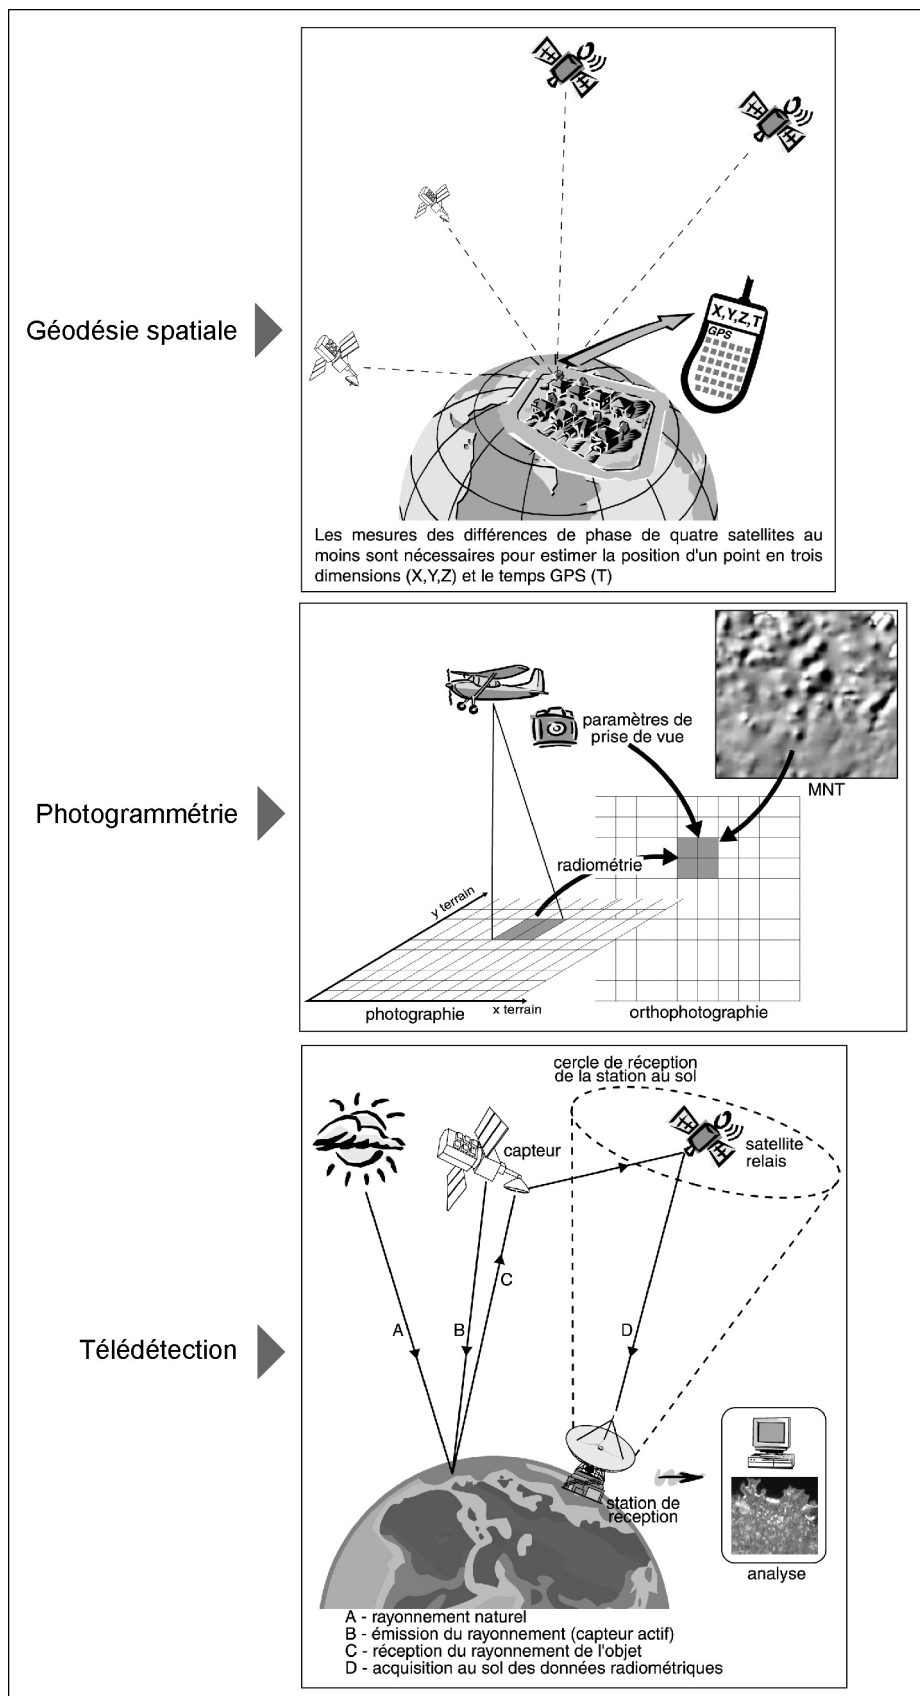 Géodésie spatiale
X,Y,Z,T
GPS
Les mesures des différences de phase de quatre satellites au
moins sont nécessaires pour estimer la position d'un point en trois
dimensions (X,Y,Z) et le temps GPS (T)
Photogrammétrie
paramètres de
prise de vue
MNT
radiométrie
y terrain
x terrain
photographie
orthophotographie
Télédétection
cercle de réception
de la station au sol
capteur
satellite
relais
C
A
B
D
station de
reception
analyse
A - rayonnement naturel
B - émission du rayonnement (capteur actif)
C - réception du rayonnement de l'objet
D - acquisition au sol des données radiométriques